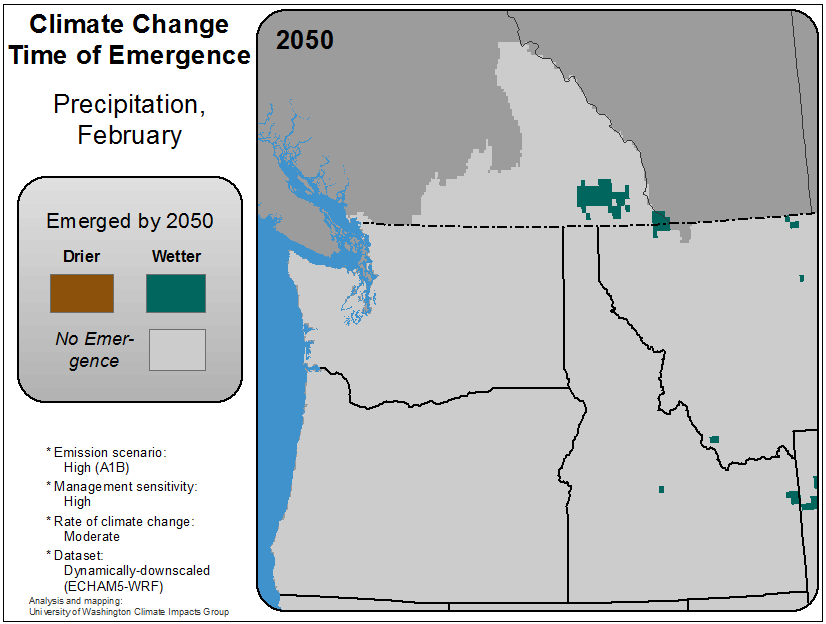 Climate Change
Time of Emergence
Precipitation,
February
Emerged by 2050
Drier Wetter
No Emer-
gence
* Emission scenario:
High (A1B)
* Management sensitivity:
High
* Rate of climate change:
Moderate
* Dataset:
Dynamically-downscaled
(ECHAM5-WRF)
Analysis and mapping:
University of Washington Climate Impacts Group
2050